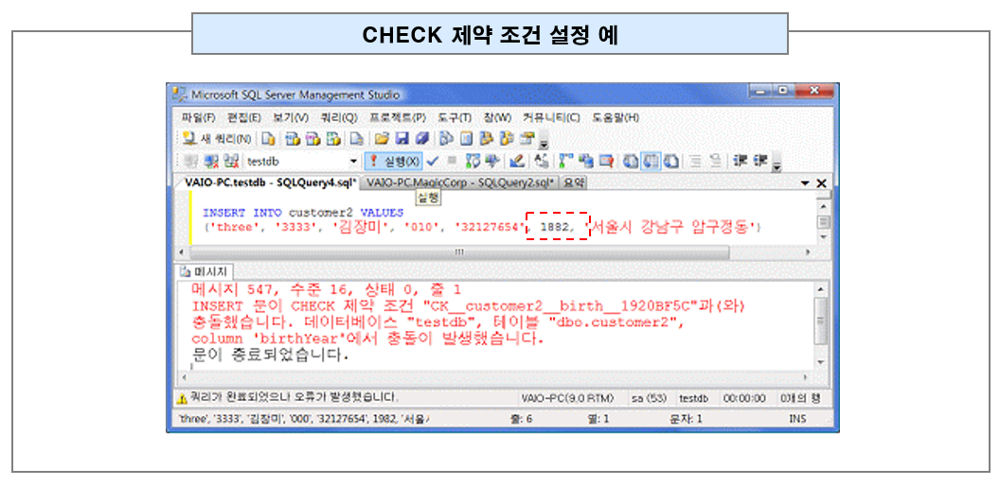 CHECK 제약 조건 설정 예
Microsoft SQL Server Management Studio
파일(F) 편집(E) 보기(V) 쿼리(Q) 프로젝트(P) 도구(T) 창(W) 커뮤니티(C) 도움말(H)
새 쿼리(N)
testdb 실행(X)
VAIO-PC.testdb - SQLQuery4.sql* VAIO-PC.MagicCorp - SQLQuery2.sql* 요약
실행
INSERT INTO customer2 VALUES
('three', '3333', '김장미', '010', '32127654', 1882, '서울시 강남구 압구정동')
메시지
메시지 547, 수준 16, 상태 0, 줄 1
INSERT 문이 CHECK 제약 조건 "CK__customer2__birth__1920BF5C"과(와)
충돌했습니다. 데이터베이스 "testdb", 테이블 "dbo.customer2",
column 'birthYear'에서 충돌이 발생했습니다.
문이 종료되었습니다.
쿼리가 완료되었으나 오류가 발생했습니다. VAIO-PC(9.0 RTM) sa (53) testdb 00:00:00 0개의 행
'three', '3333', '김장미', '000', '32127654', 1982, '서울 줄: 6 열: 1 문자: 1 INS